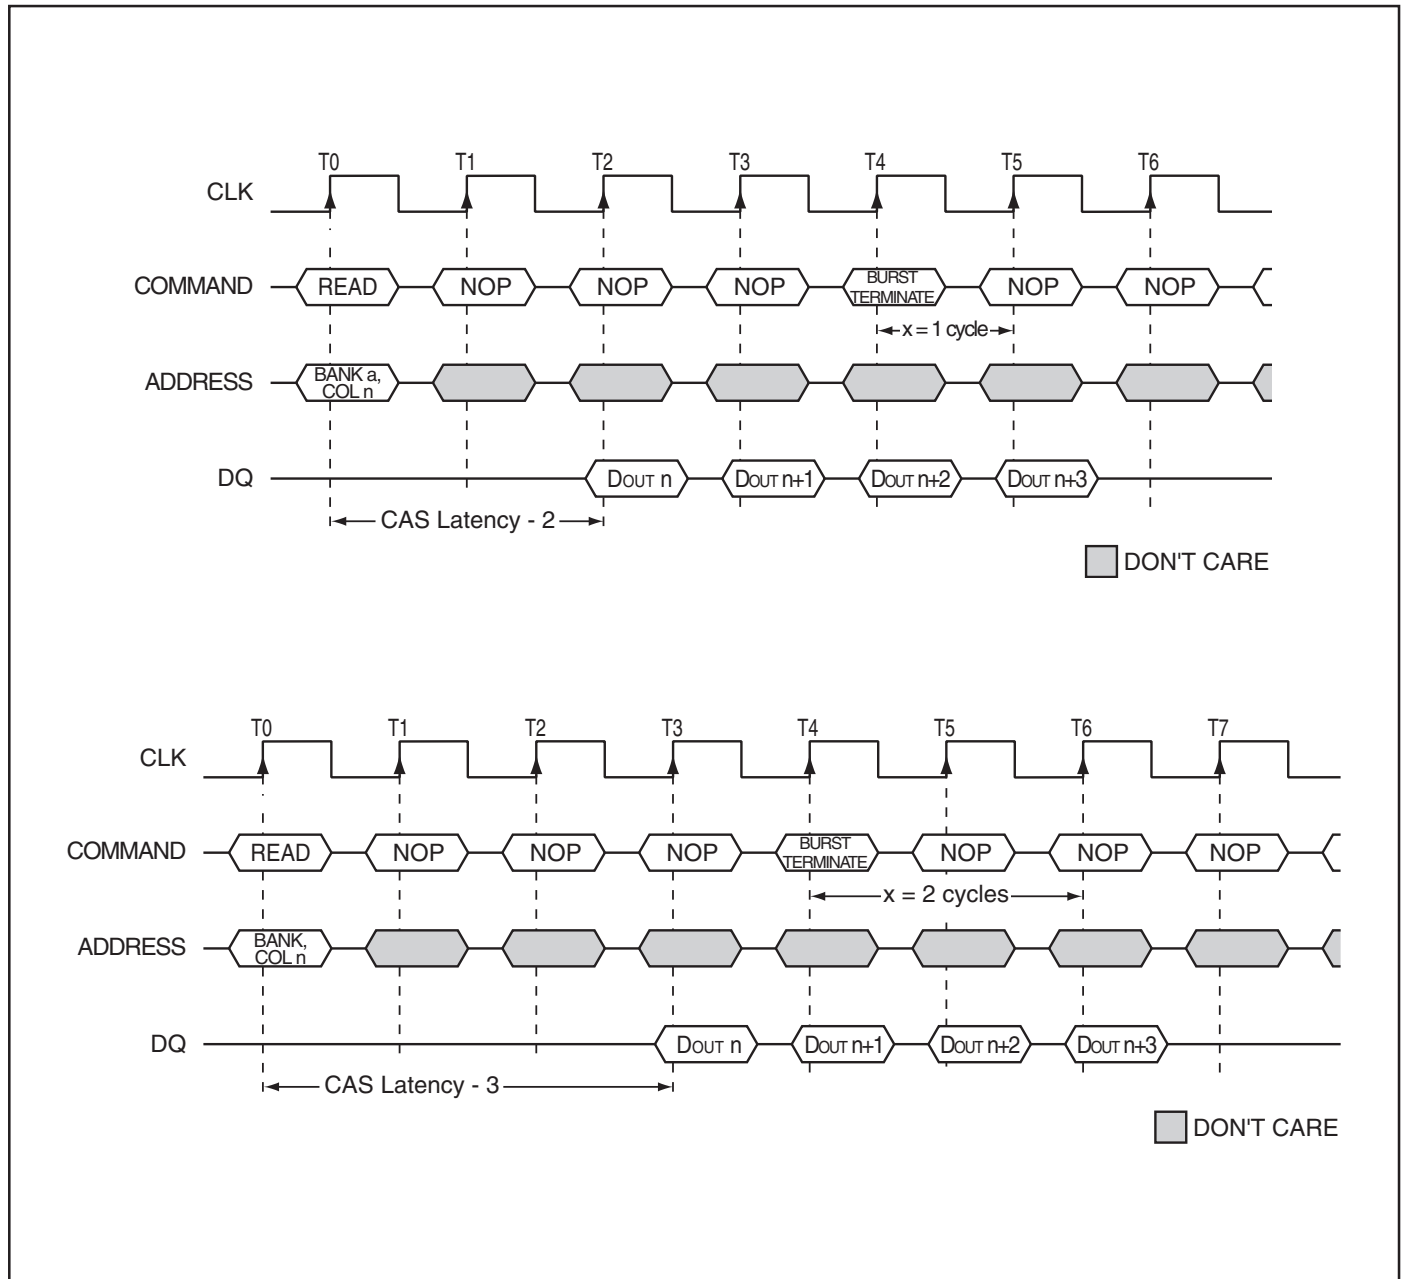 T0 T1 T2 T3 T4 T5 T6
CLK
COMMAND READ NOP NOP NOP BURST TERMINATE NOP NOP
x = 1 cycle
ADDRESS BANK a, COL n
DQ DOUT n DOUT n+1 DOUT n+2 DOUT n+3
CAS Latency - 2
DON'T CARE
T0 T1 T2 T3 T4 T5 T6 T7
CLK
COMMAND READ NOP NOP NOP BURST TERMINATE NOP NOP NOP
x = 2 cycles
ADDRESS BANK, COL n
DQ DOUT n DOUT n+1 DOUT n+2 DOUT n+3
CAS Latency - 3
DON'T CARE